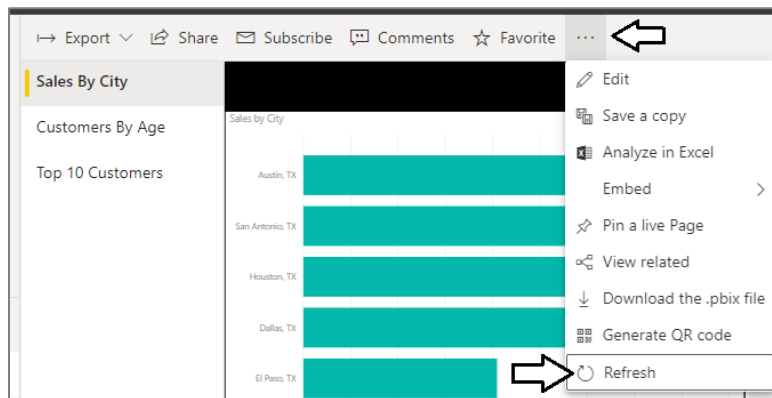 Export Share Subscribe Comments Favorite ...
Sales By City
Customers By Age
Top 10 Customers
Sales by City
Austin, TX
San Antonio, TX
Houston, TX
Dallas, TX
El Paso, TX
Edit
Save a copy
Analyze in Excel
Embed
Pin a live Page
View related
Download the .pbix file
Generate QR code
Refresh